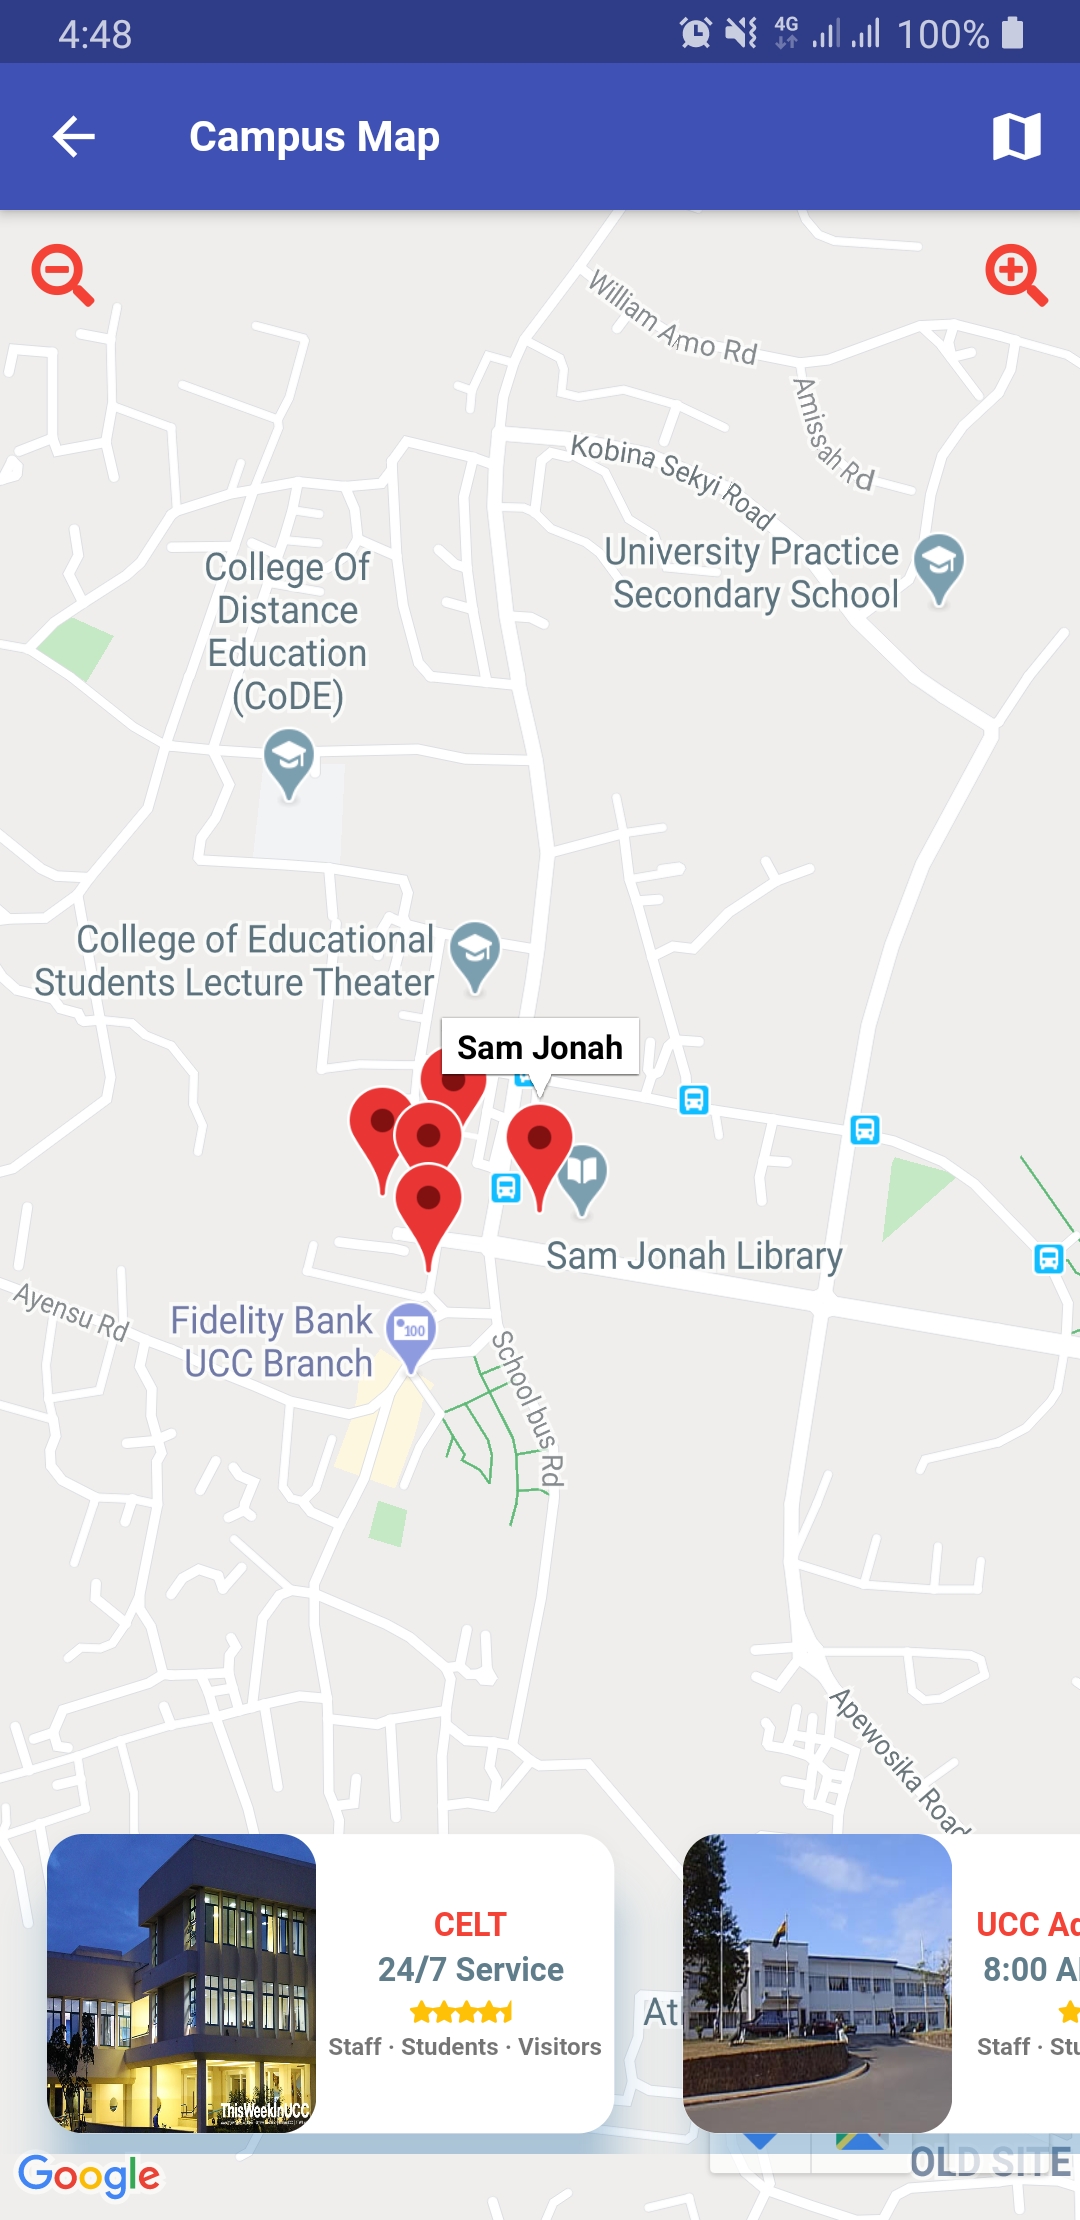 4:48
4G
100%
Campus Map
William Amo Rd
Amissah Rd
Kobina Sekyi Road
University Practice
Secondary School
College Of
Distance
Education
(CoDE)
College of Educational
Students Lecture Theater
Sam Jonah
Sam Jonah Library
Ayensu Rd
Fidelity Bank
UCC Branch
100
School bus Rd
Apewosika Road
CELT
24/7 Service
Staff · Students · Visitors
ThisWeekInUCC
At
UCC Ad
8:00 A
Staff · Stu
Google
OLD SITE